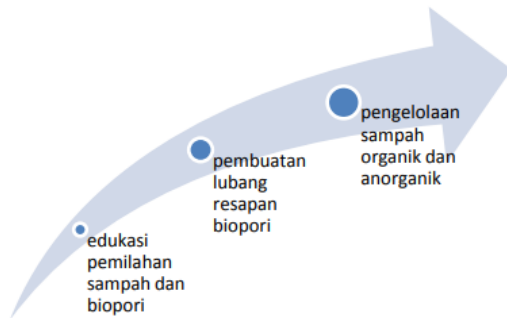 edukasi
pemilahan
sampah dan
biopori
pembuatan
lubang
resapan
biopori
pengelolaan
sampah
organik dan
anorganik